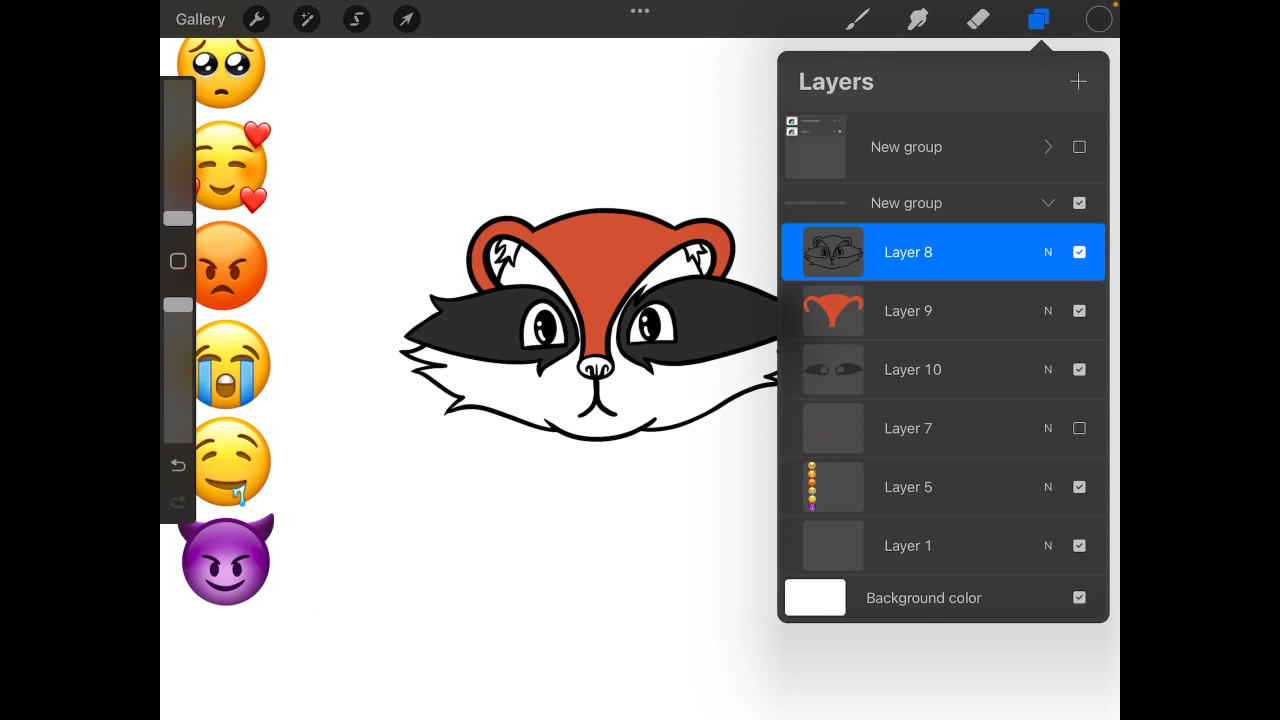 Gallery
Layers
New group
New group
Layer 8 N
Layer 9 N
Layer 10 N
Layer 7 N
Layer 5 N
Layer 1 N
Background color